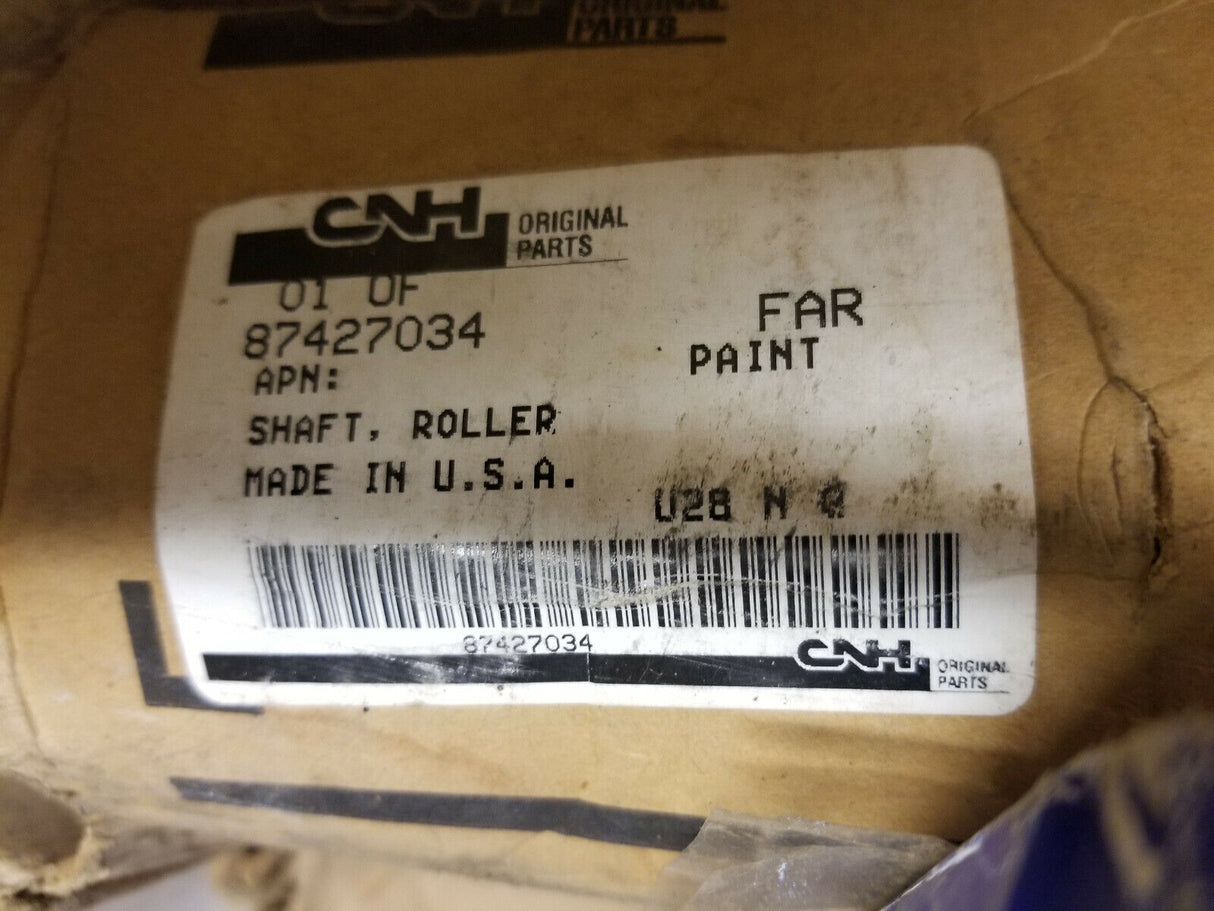 ORIGINAL
PARTS
CNH ORIGINAL
PARTS
01 OF
87427034 FAR
APN: PAINT
SHAFT, ROLLER
MADE IN U.S.A.
U28 N
87427034
CNH ORIGINAL
PARTS